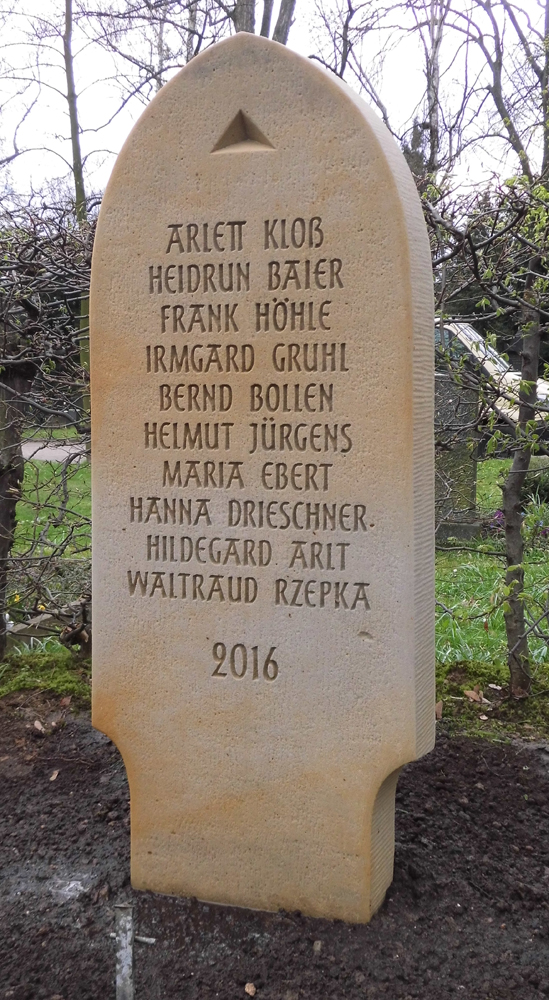 ARLETT KLOß
HEIDRUN BAIER
FRANK HÖHLE
IRMGARD GRUHL
BERND BOLLEN
HELMUT JÜRGENS
MARIA EBERT
HANNA DRIESCHNER.
HILDEGARD ARLT
WALTRAUD RZEPKA
2016